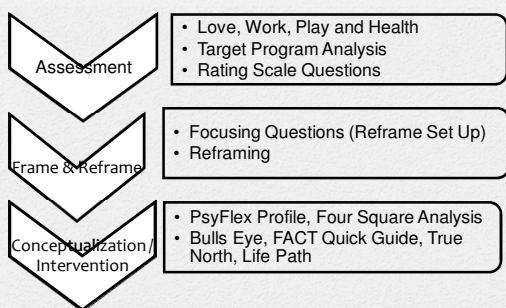 Assessment
• Love, Work, Play and Health
• Target Program Analysis
• Rating Scale Questions
Frame & Reframe
• Focusing Questions (Reframe Set Up)
• Reframing
Conceptualization /
Intervention
• PsyFlex Profile, Four Square Analysis
• Bulls Eye, FACT Quick Guide, True
North, Life Path